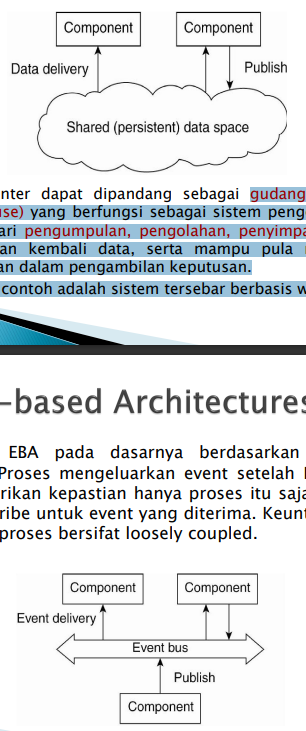 Component Component
Data delivery
Publish
Shared (persistent) data space
nter dapat dipandang sebagai gudang
use) yang berfungsi sebagai sistem peng
ari pengumpulan, pengolahan, penyimpa
an kembali data, serta mampu pula
an dalam pengambilan keputusan.
contoh adalah sistem tersebar berbasis w
-based Architectures
EBA pada dasarnya berdasarkan
Proses mengeluarkan event setelah
rikan kepastian hanya proses itu saja
ribe untuk event yang diterima. Keunt
proses bersifat loosely coupled.
Component Component
Event delivery
Event bus
Publish
Component